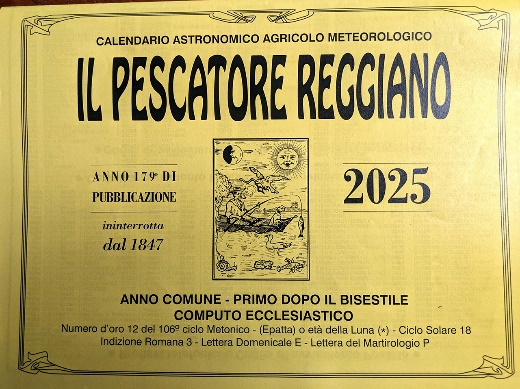 CALENDARIO ASTRONOMICO AGRICOLO METEOROLOGICO
IL PESCATORE REGGIANO
ANNO 179º DI
PUBBLICAZIONE
ininterrotta
dal 1847
2025
ANNO COMUNE - PRIMO DOPO IL BISESTILE
COMPUTO ECCLESIASTICO
Numero d'oro 12 del 106º ciclo Metonico - (Epatta) o età della Luna (*) - Ciclo Solare 18
Indizione Romana 3 - Lettera Domenicale E - Lettera del Martirologio P